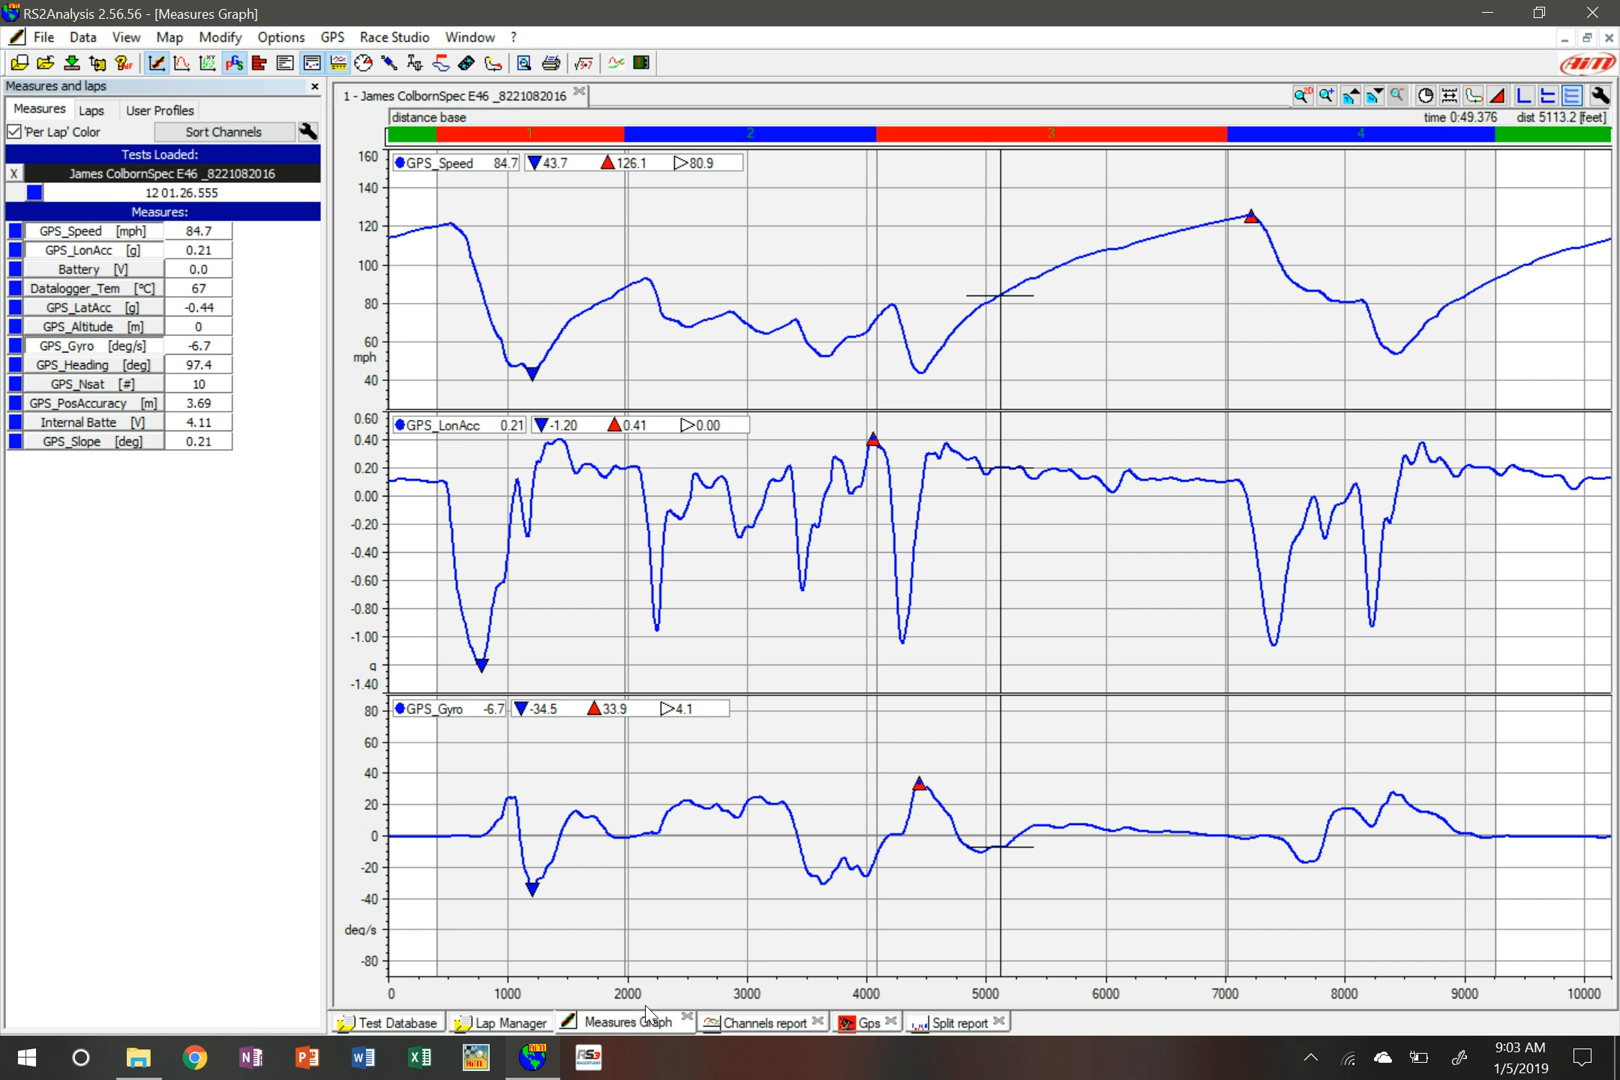 RS2Analysis 2.56.56 - [Measures Graph]
File Data View Map Modify Options GPS Race Studio Window ?
AiM
Measures and laps
Measures Laps User Profiles
'Per Lap' Color Sort Channels
Tests Loaded:
X James ColbornSpec E46 _8221082016
12 01.26.555
Measures:
GPS_Speed [mph] 84.7
GPS_LonAcc [g] 0.21
Battery [V] 0.0
Datalogger_Tem [°C] 67
GPS_LatAcc [g] -0.44
GPS_Altitude [m] 0
GPS_Gyro [deg/s] -6.7
GPS_Heading [deg] 97.4
GPS_Nsat [#] 10
GPS_PosAccuracy [m] 3.69
Internal Batte [V] 4.11
GPS_Slope [deg] 0.21
1 - James ColbornSpec E46 _8221082016
distance base time 0:49.376 dist 5113.2 [feet]
1 2 3 4
GPS_Speed 84.7 43.7 126.1 80.9
160
140
120
100
80
60
mph
40
GPS_LonAcc 0.21 -1.20 0.41 0.00
0.60
0.40
0.20
0.00
-0.20
-0.40
-0.60
-0.80
-1.00
g
-1.40
GPS_Gyro -6.7 -34.5 33.9 4.1
80
60
40
20
0
-20
-40
deg/s
-80
0 1000 2000 3000 4000 5000 6000 7000 8000 9000 10000
Test Database Lap Manager Measures Graph Channels report Gps Split report
9:03 AM
1/5/2019